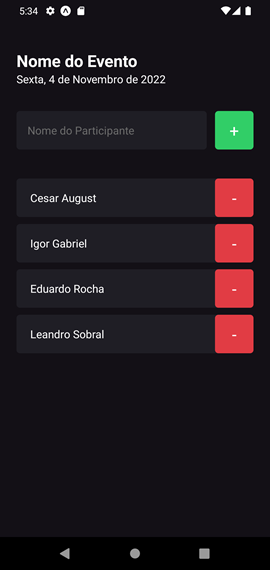 5:34
Nome do Evento
Sexta, 4 de Novembro de 2022
Nome do Participante
+
Cesar August
-
Igor Gabriel
-
Eduardo Rocha
-
Leandro Sobral
-